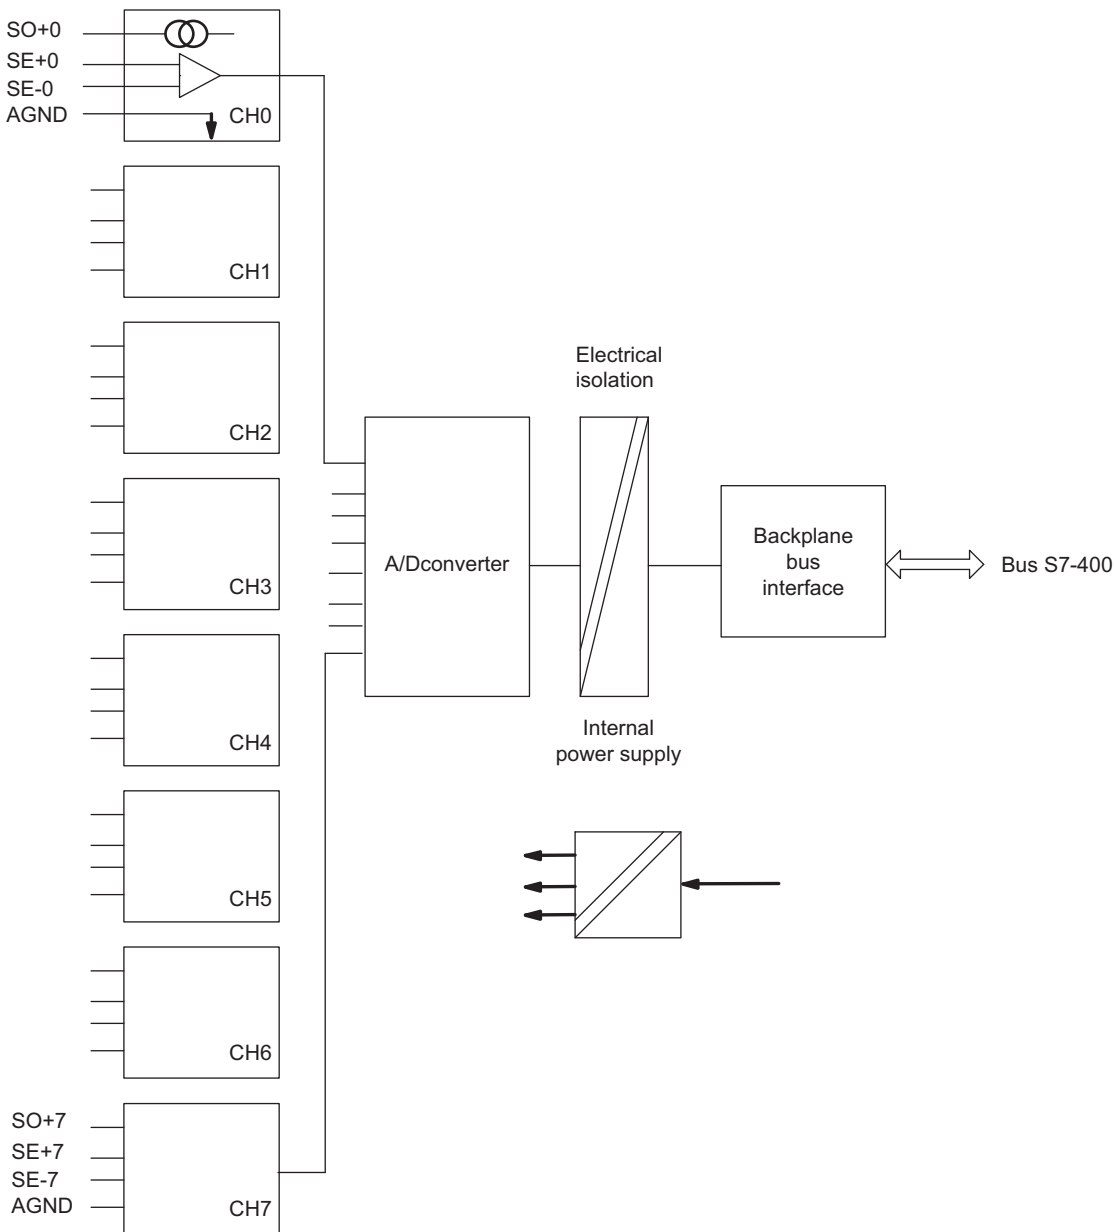 SO+0
SE+0
SE-0
AGND
CH0
CH1
CH2
CH3
CH4
CH5
CH6
SO+7
SE+7
SE-7
AGND
CH7
A/Dconverter
Electrical
isolation
Internal
power supply
Backplane
bus
interface
Bus S7-400